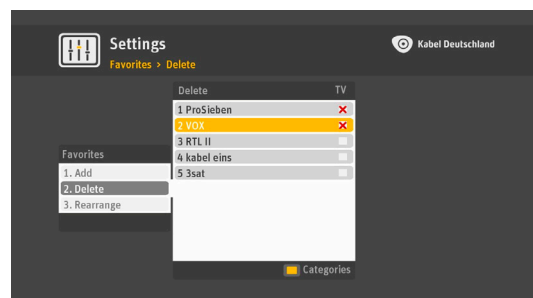 Settings
Favorites > Delete
Kabel Deutschland
Delete TV
1 ProSieben
2 VOX
3 RTL II
4 kabel eins
5 3sat
Favorites
1. Add
2. Delete
3. Rearrange
Categories